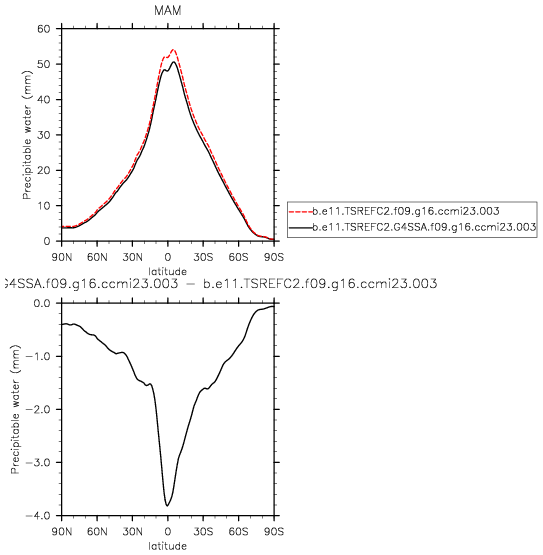 MAM
60
50
40
30
20
10
0
Precipitable water (mm)
90N 60N 30N 0 30S 60S 90S
latitude
b.e11.TSREFC2.f09.g16.ccmi23.003
b.e11.TSREFC2.G4SSA.f09.g16.ccmi23.003
G4SSA.f09.g16.ccmi23.003 − b.e11.TSREFC2.f09.g16.ccmi23.003
0.0
−1.0
−2.0
−3.0
−4.0
Precipitable water (mm)
90N 60N 30N 0 30S 60S 90S
latitude